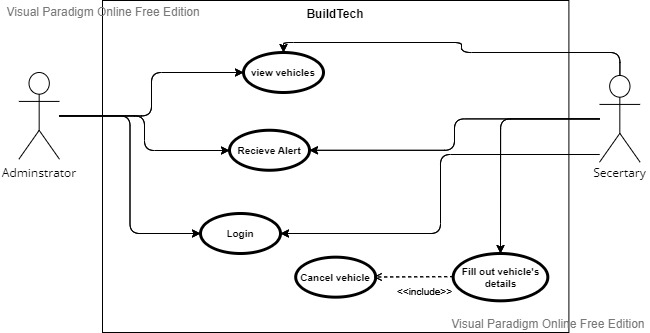 Visual Paradigm Online Free Edition
BuildTech
view vehicles
Adminstrator
Recieve Alert
Secertary
Login
Cancel vehicle
Fill out vehicle's
details
<<include>>
Visual Paradigm Online Free Edition